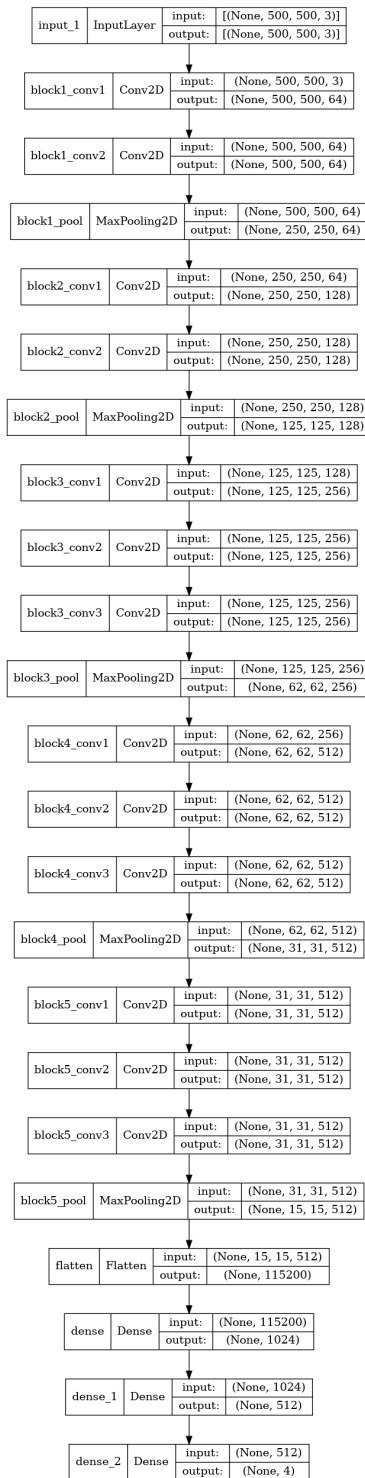 input_1 InputLayer input: [(None, 500, 500, 3)]
output: [(None, 500, 500, 3)]
block1_conv1 Conv2D input: (None, 500, 500, 3)
output: (None, 500, 500, 64)
block1_conv2 Conv2D input: (None, 500, 500, 64)
output: (None, 500, 500, 64)
block1_pool MaxPooling2D input: (None, 500, 500, 64)
output: (None, 250, 250, 64)
block2_conv1 Conv2D input: (None, 250, 250, 64)
output: (None, 250, 250, 128)
block2_conv2 Conv2D input: (None, 250, 250, 128)
output: (None, 250, 250, 128)
block2_pool MaxPooling2D input: (None, 250, 250, 128)
output: (None, 125, 125, 128)
block3_conv1 Conv2D input: (None, 125, 125, 128)
output: (None, 125, 125, 256)
block3_conv2 Conv2D input: (None, 125, 125, 256)
output: (None, 125, 125, 256)
block3_conv3 Conv2D input: (None, 125, 125, 256)
output: (None, 125, 125, 256)
block3_pool MaxPooling2D input: (None, 125, 125, 256)
output: (None, 62, 62, 256)
block4_conv1 Conv2D input: (None, 62, 62, 256)
output: (None, 62, 62, 512)
block4_conv2 Conv2D input: (None, 62, 62, 512)
output: (None, 62, 62, 512)
block4_conv3 Conv2D input: (None, 62, 62, 512)
output: (None, 62, 62, 512)
block4_pool MaxPooling2D input: (None, 62, 62, 512)
output: (None, 31, 31, 512)
block5_conv1 Conv2D input: (None, 31, 31, 512)
output: (None, 31, 31, 512)
block5_conv2 Conv2D input: (None, 31, 31, 512)
output: (None, 31, 31, 512)
block5_conv3 Conv2D input: (None, 31, 31, 512)
output: (None, 31, 31, 512)
block5_pool MaxPooling2D input: (None, 31, 31, 512)
output: (None, 15, 15, 512)
flatten Flatten input: (None, 15, 15, 512)
output: (None, 115200)
dense Dense input: (None, 115200)
output: (None, 1024)
dense_1 Dense input: (None, 1024)
output: (None, 512)
dense_2 Dense input: (None, 512)
output: (None, 4)